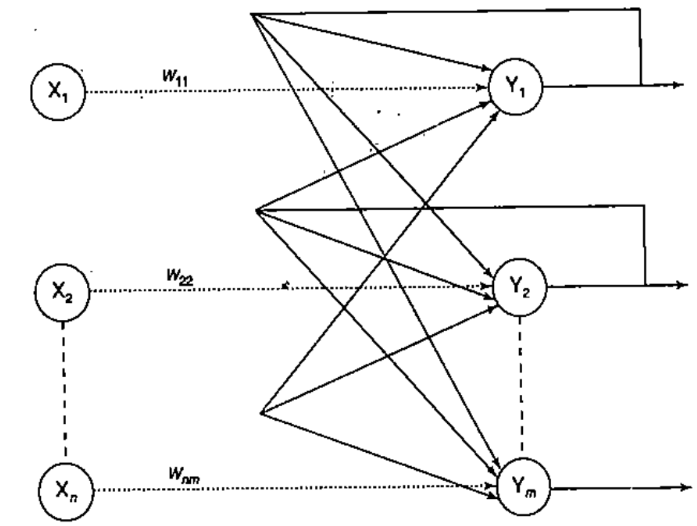 X₁ W₁₁ Y₁
X₂ W₂₂ Y₂
Xₙ Wₙₘ Yₘ